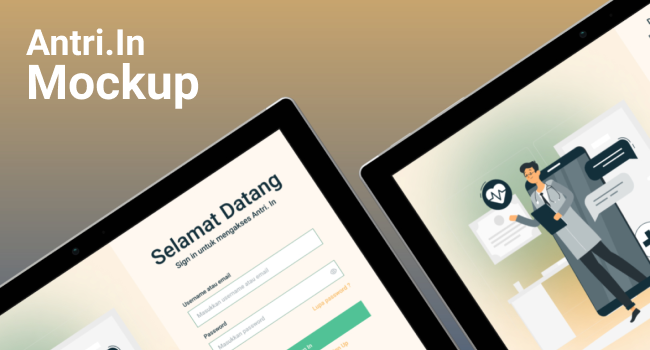 Antri.In
Mockup
Selamat Datang
Sign in untuk mengakses Antri. In
Username atau email
Masukkan username atau email
Password
Masukkan password
Lupa password ?